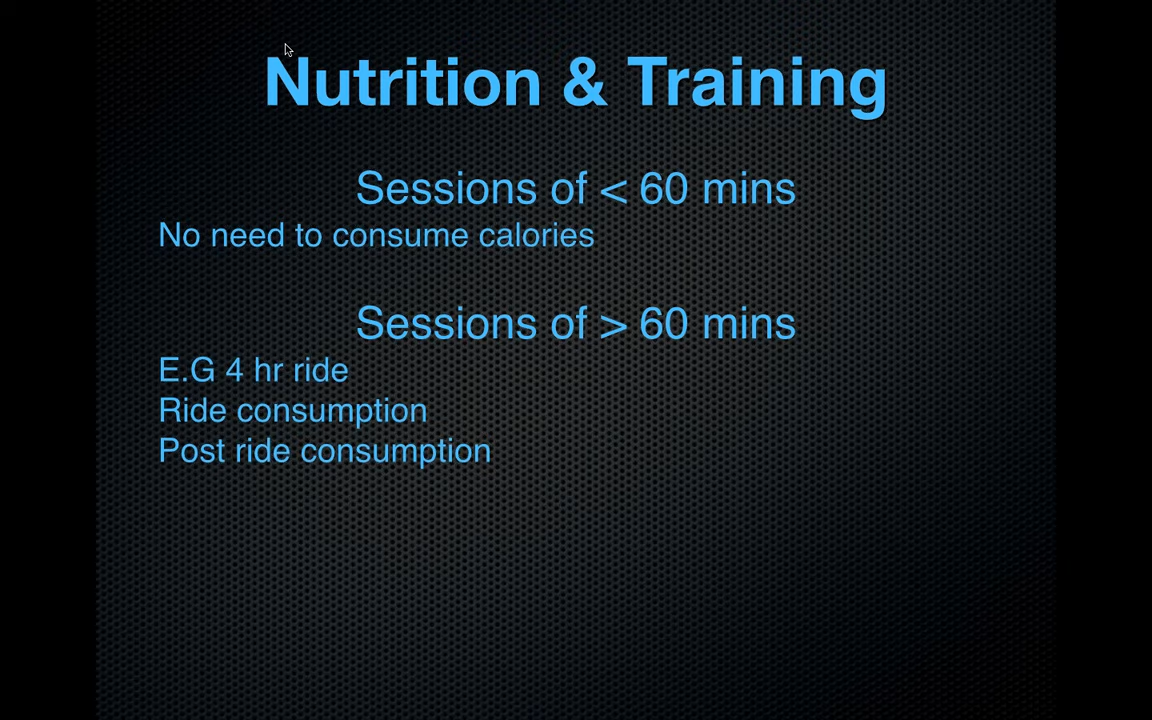 Nutrition & Training
Sessions of < 60 mins
No need to consume calories
Sessions of > 60 mins
E.G 4 hr ride
Ride consumption
Post ride consumption